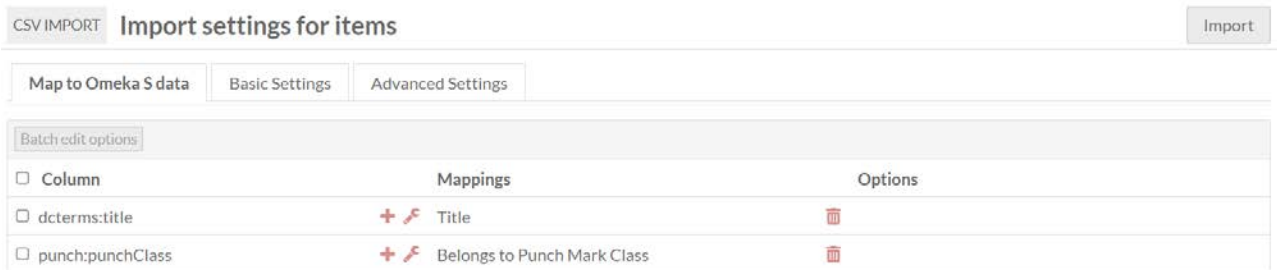 CSV IMPORT Import settings for items Import
Map to Omeka S data Basic Settings Advanced Settings
Batch edit options
Column Mappings Options
dcterms:title Title
punch:punchClass Belongs to Punch Mark Class